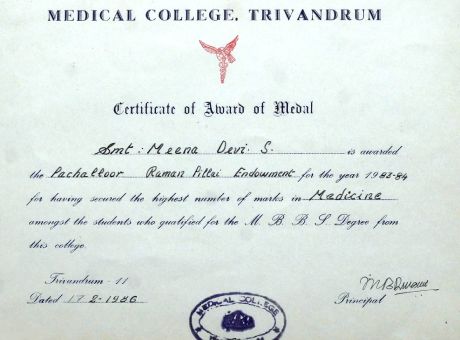 MEDICAL COLLEGE, TRIVANDRUM
Certificate of Award of Medal
Smt: Meena Devi. S. is awarded
the Pachalloor Raman Pillai Endowment for the year 1983-84
for having secured the highest number of marks in Medicine
amongst the students who qualified for the M. B. B. S. Degree from
this college.
Trivandrum - 11
Dated 17.2-1986 Principal
MEDICAL COLLEGE